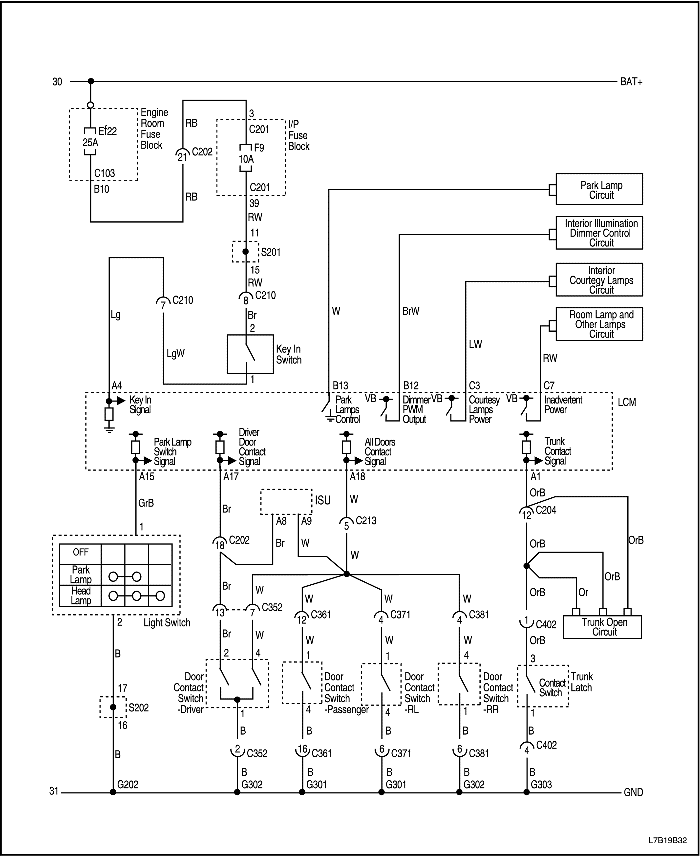 30
BAT+
Engine
Room
Fuse
Block
Ef22
25A
C103
B10
RB
21
C202
RB
3
C201
F9
10A
C201
39
I/P
Fuse
Block
RW
11
S201
15
RW
8
C210
Br
2
Key In
Switch
1
Lg
7
C210
LgW
Park Lamp
Circuit
Interior Illumination
Dimmer Control
Circuit
Interior
Courtegy Lamps
Circuit
Room Lamp and
Other Lamps
Circuit
W
BrW
LW
RW
A4
B13
B12
C3
C7
LCM
Key In
Signal
Park
Lamps
Control
VB
Dimmer
PWM
Output
VB
Courtesy
Lamps
Power
VB
Inadvertent
Power
Park Lamp
Switch
Signal
Driver
Door
Contact
Signal
All Doors
Contact
Signal
Trunk
Contact
Signal
A15
A17
A18
A1
GrB
1
Br
ISU
A8
A9
W
5
C213
OrB
12
C204
18
C202
Br
W
W
OrB
OrB
OFF
Park
Lamp
Head
Lamp
Light Switch
2
Br
13
7
C352
W
12
C361
W
4
C371
W
4
C381
W
OrB
Or
OrB
1
C402
OrB
Trunk Open
Circuit
Br
W
W
W
W
2
4
1
1
4
3
B
17
S202
16
B
Door
Contact
Switch
-Driver
1
Door
Contact
Switch
-Passenger
4
Door
Contact
Switch
-RL
4
Door
Contact
Switch
-RR
1
Contact
Switch
Trunk
Latch
1
B
B
B
B
B
2
C352
16
C361
6
C371
6
C381
4
C402
B
B
B
B
B
31
G202
G302
G301
G301
G302
G303
GND
L7B19B32